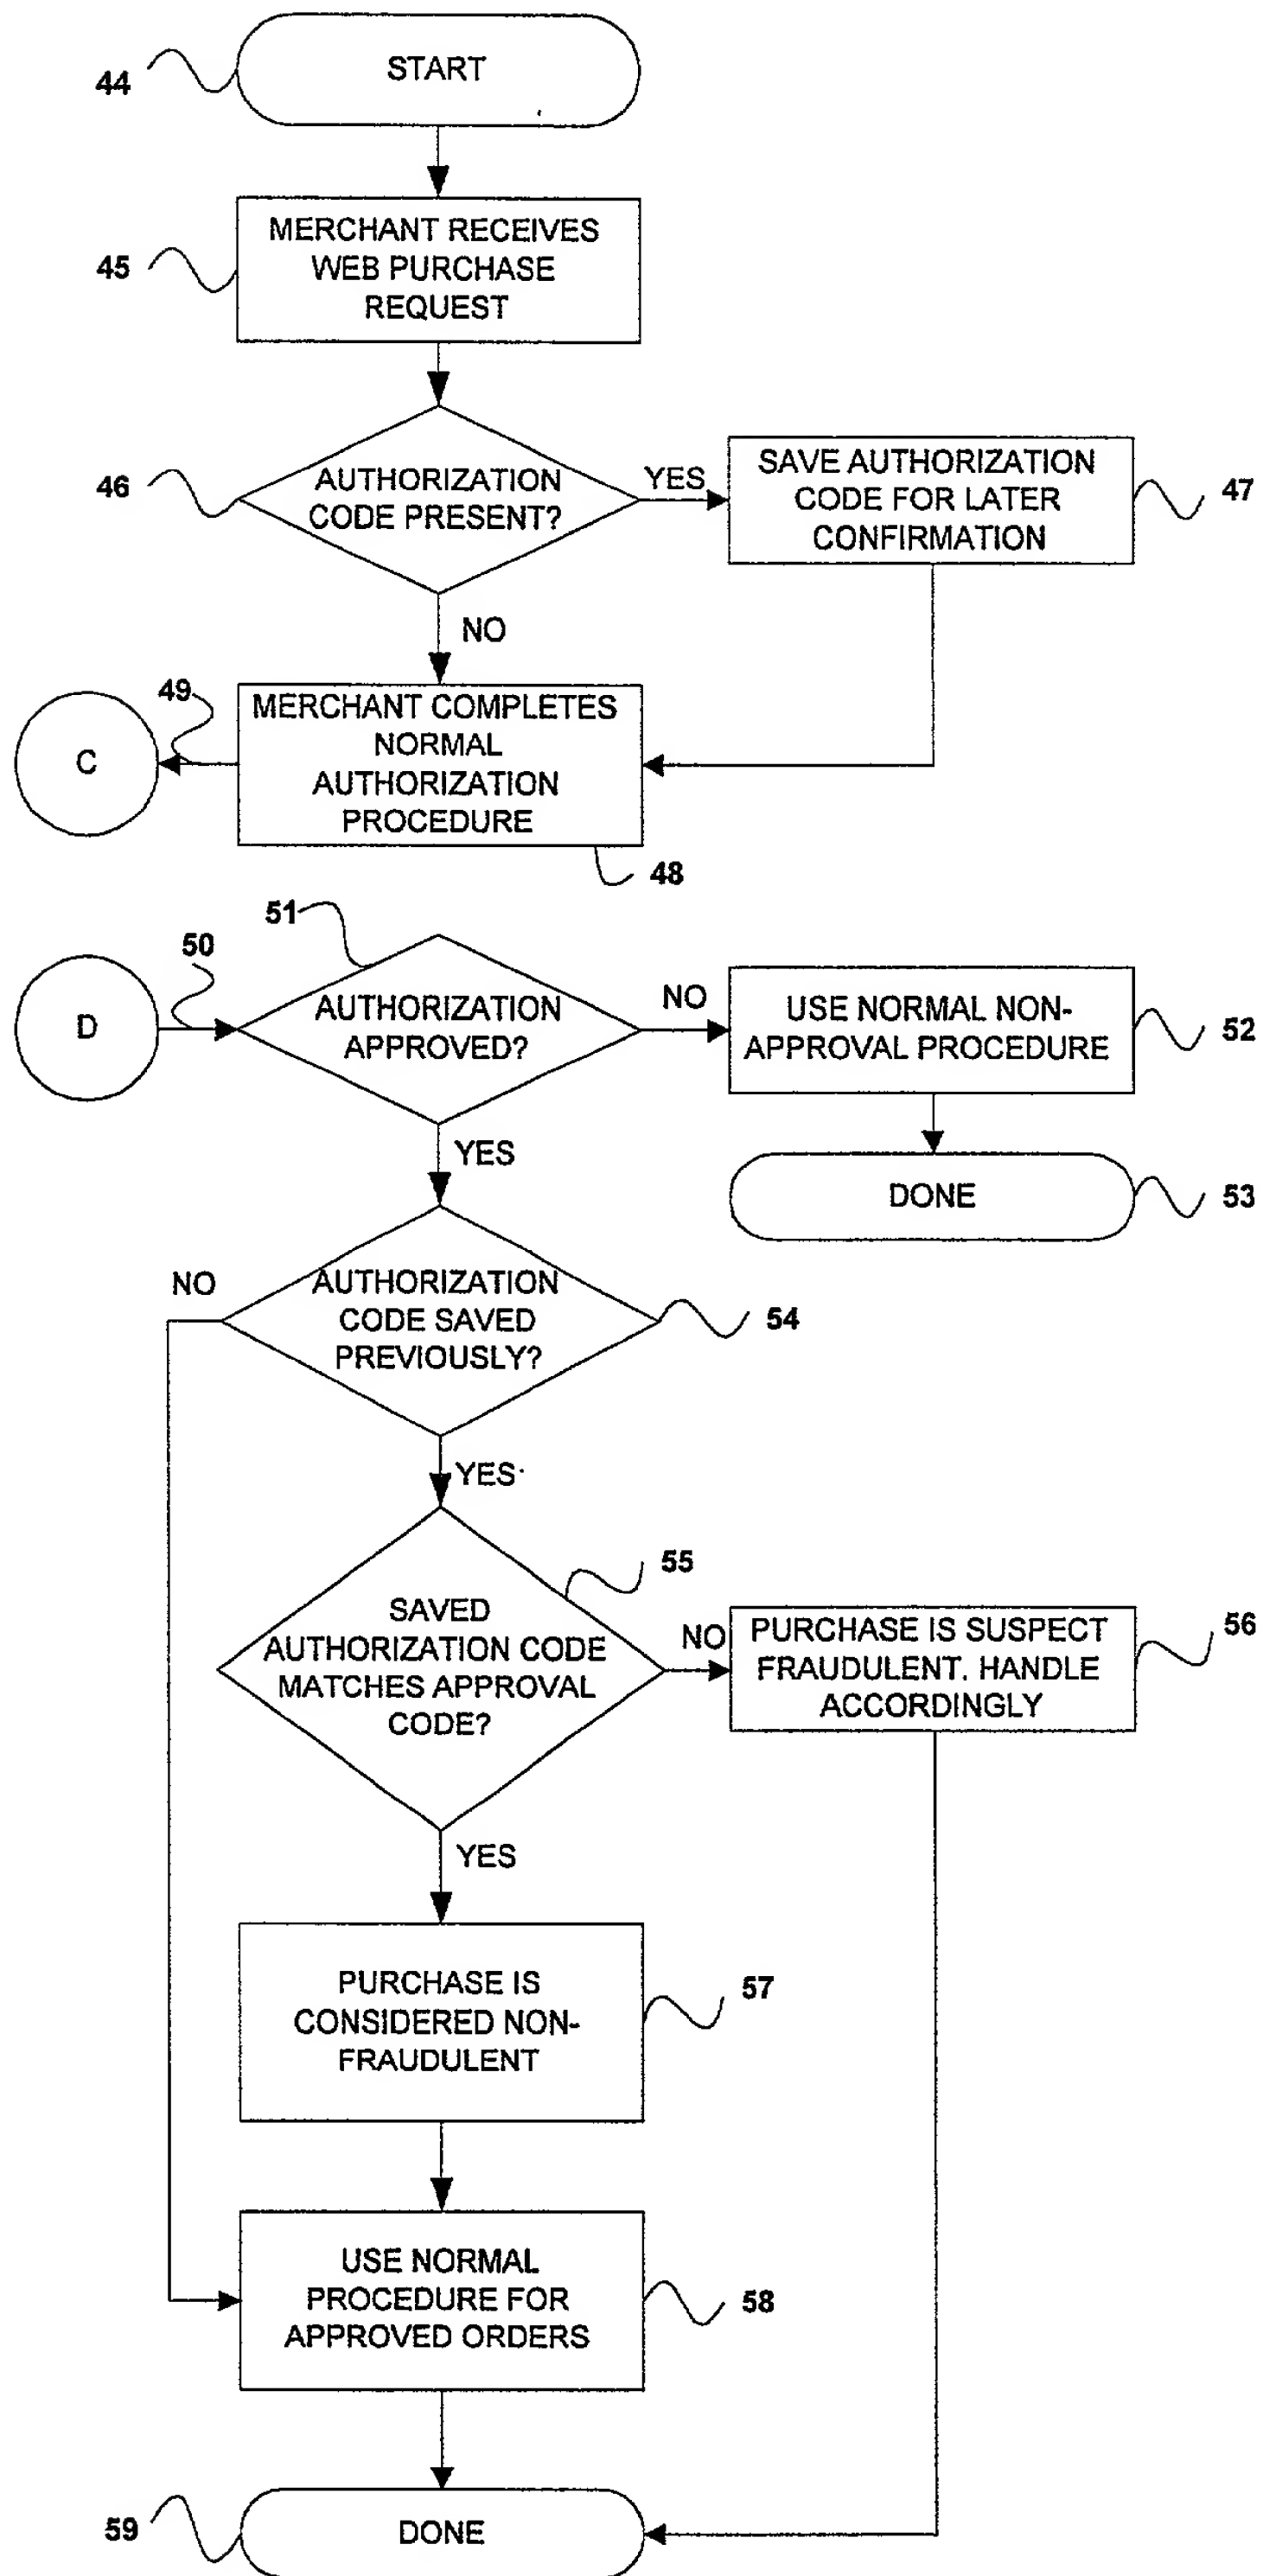 START
44
MERCHANT RECEIVES
WEB PURCHASE
REQUEST
45
AUTHORIZATION
CODE PRESENT?
46
YES
SAVE AUTHORIZATION
CODE FOR LATER
CONFIRMATION
47
NO
49
MERCHANT COMPLETES
NORMAL
AUTHORIZATION
PROCEDURE
C
48
51
50
D
AUTHORIZATION
APPROVED?
NO
USE NORMAL NON-
APPROVAL PROCEDURE
52
YES
DONE
53
NO
AUTHORIZATION
CODE SAVED
PREVIOUSLY?
54
YES
55
SAVED
AUTHORIZATION CODE
MATCHES APPROVAL
CODE?
NO
PURCHASE IS SUSPECT
FRAUDULENT. HANDLE
ACCORDINGLY
56
YES
PURCHASE IS
CONSIDERED NON-
FRAUDULENT
57
USE NORMAL
PROCEDURE FOR
APPROVED ORDERS
58
DONE
59